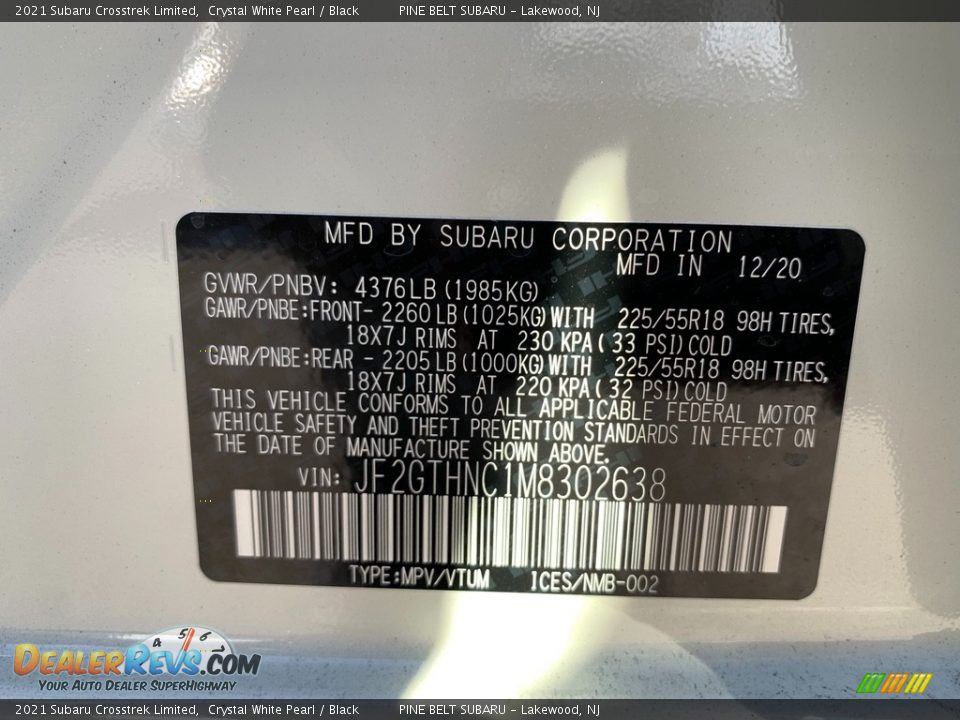 2021 Subaru Crosstrek Limited, Crystal White Pearl / Black PINE BELT SUBARU - Lakewood, NJ
MFD BY SUBARU CORPORATION
MFD IN 12/20
GVWR/PNBV: 4376LB(1985KG)
GAWR/PNBE:FRONT- 2260 LB(1025KG)WITH 225/55R18 98H TIRES,
18X7J RIMS AT 230 KPA( 33 PSI)COLD
GAWR/PNBE:REAR - 2205 LB(1000KG)WITH 225/55R18 98H TIRES,
18X7J RIMS AT 220 KPA( 32 PSI)COLD
THIS VEHICLE CONFORMS TO ALL APPLICABLE FEDERAL MOTOR
VEHICLE SAFETY AND THEFT PREVENTION STANDARDS IN EFFECT ON
THE DATE OF MANUFACTURE SHOWN ABOVE.
VIN: JF2GTHNC1M8302638
TYPE:MPV/VTUM ICES/NMB-002
4 5 6
DEALERREVS.COM
YOUR AUTO DEALER SUPERHIGHWAY
2021 Subaru Crosstrek Limited, Crystal White Pearl / Black PINE BELT SUBARU - Lakewood, NJ